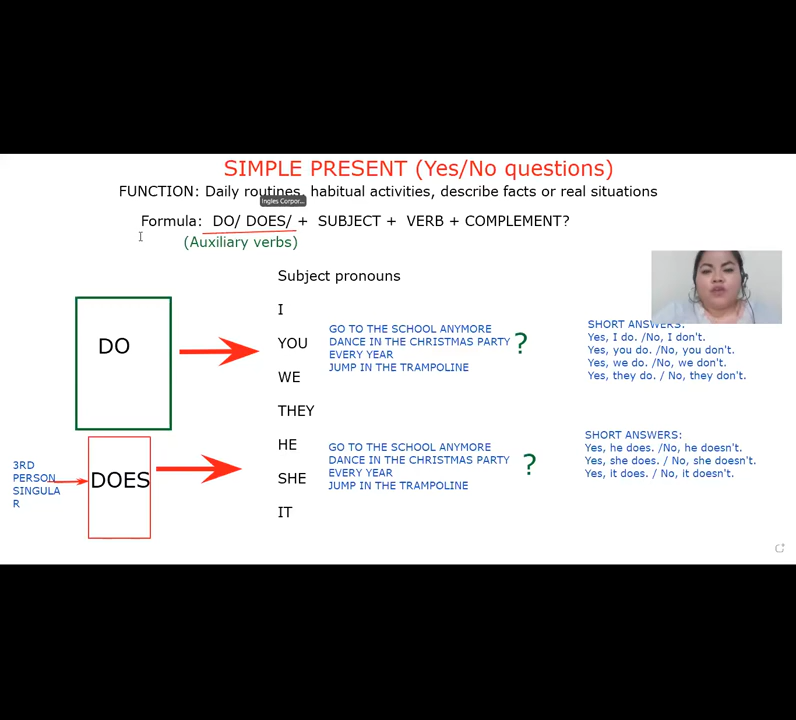 SIMPLE PRESENT (Yes/No questions)
FUNCTION: Daily routines, habitual activities, describe facts or real situations
Ingles Corpor...
Formula: DO/ DOES/ + SUBJECT + VERB + COMPLEMENT?
(Auxiliary verbs)
Subject pronouns
I
YOU
WE
THEY
HE
SHE
IT
DO
GO TO THE SCHOOL ANYMORE
DANCE IN THE CHRISTMAS PARTY
EVERY YEAR
JUMP IN THE TRAMPOLINE
?
SHORT ANSWERS:
Yes, I do. /No, I don't.
Yes, you do. /No, you don't.
Yes, we do. /No, we don't.
Yes, they do. / No, they don't.
3RD
PERSON
SINGULA
R
DOES
GO TO THE SCHOOL ANYMORE
DANCE IN THE CHRISTMAS PARTY
EVERY YEAR
JUMP IN THE TRAMPOLINE
?
SHORT ANSWERS:
Yes, he does. /No, he doesn't.
Yes, she does. / No, she doesn't.
Yes, it does. / No, it doesn't.